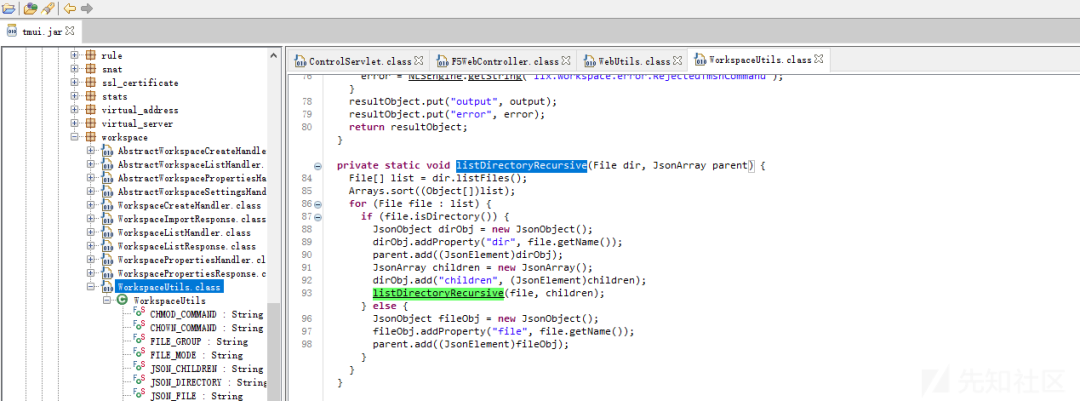 tmui.jar
rule
snat
ssl_certificate
stats
virtual_address
virtual_server
workspace
AbstractWorkspaceCreateHandle
AbstractWorkspaceListHandler.
AbstractWorkspacePropertiesHa
AbstractWorkspaceSettingsHand
WorkspaceCreateHandler.class
WorkspaceImportResponse.class
WorkspaceListHandler.class
WorkspaceListResponse.class
WorkspacePropertiesHandler.cl
WorkspacePropertiesResponse.c
WorkspaceUtils.class
WorkspaceUtils
CHMOD_COMMAND : String
CHOWN_COMMAND : String
FILE_GROUP : String
FILE_MODE : String
JSON_CHILDREN : String
JSON_DIRECTORY : String
JSON_FILE : String
ControlServlet.class F5WebController.class WebUtils.class WorkspaceUtils.class
76 error = NLSEngine.getString("ilx.workspace.error.RejectedTmshCommand");
}
78 resultObject.put("output", output);
79 resultObject.put("error", error);
80 return resultObject;
}
private static void listDirectoryRecursive(File dir, JsonArray parent) {
84 File[] list = dir.listFiles();
85 Arrays.sort((Object[])list);
86 for (File file : list) {
87 if (file.isDirectory()) {
88 JsonObject dirObj = new JsonObject();
89 dirObj.addProperty("dir", file.getName());
90 parent.add((JsonElement)dirObj);
91 JsonArray children = new JsonArray();
92 dirObj.add("children", (JsonElement)children);
93 listDirectoryRecursive(file, children);
} else {
96 JsonObject fileObj = new JsonObject();
97 fileObj.addProperty("file", file.getName());
98 parent.add((JsonElement)fileObj);
}
}
}
先知社区